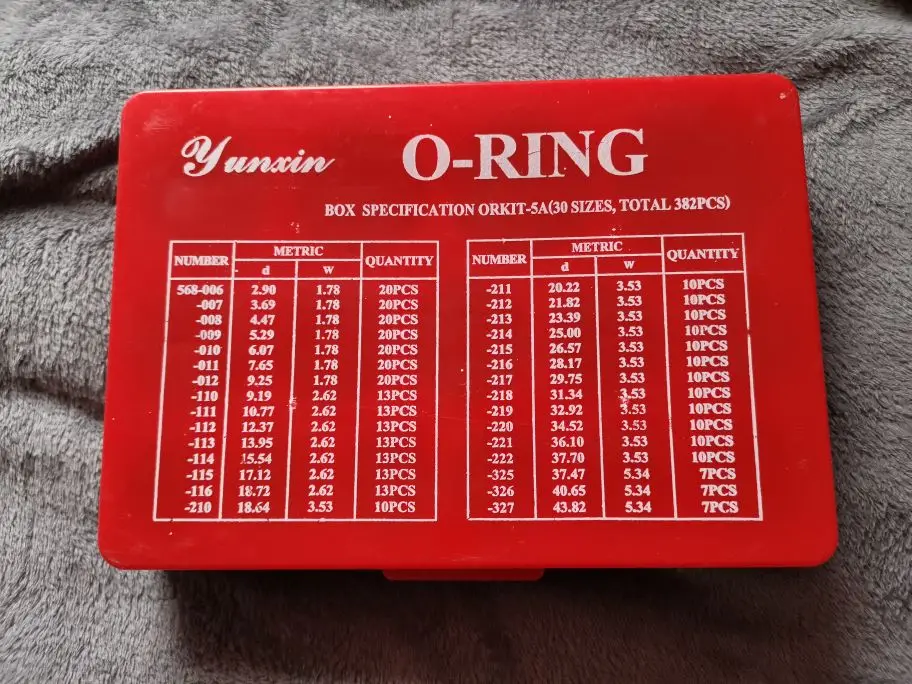 Yunxin O-RING
BOX SPECIFICATION ORKIT-5A(30 SIZES, TOTAL 382PCS)
NUMBER METRIC QUANTITY
d W
568-006 2.90 1.78 20PCS
-007 3.69 1.78 20PCS
-008 4.47 1.78 20PCS
-009 5.29 1.78 20PCS
-010 6.07 1.78 20PCS
-011 7.65 1.78 20PCS
-012 9.25 1.78 20PCS
-110 9.19 2.62 13PCS
-111 10.77 2.62 13PCS
-112 12.37 2.62 13PCS
-113 13.95 2.62 13PCS
-114 15.54 2.62 13PCS
-115 17.12 2.62 13PCS
-116 18.72 2.62 13PCS
-210 18.64 3.53 10PCS
NUMBER METRIC QUANTITY
d W
-211 20.22 3.53 10PCS
-212 21.82 3.53 10PCS
-213 23.39 3.53 10PCS
-214 25.00 3.53 10PCS
-215 26.57 3.53 10PCS
-216 28.17 3.53 10PCS
-217 29.75 3.53 10PCS
-218 31.34 3.53 10PCS
-219 32.92 3.53 10PCS
-220 34.52 3.53 10PCS
-221 36.10 3.53 10PCS
-222 37.70 3.53 10PCS
-325 37.47 5.34 7PCS
-326 40.65 5.34 7PCS
-327 43.82 5.34 7PCS